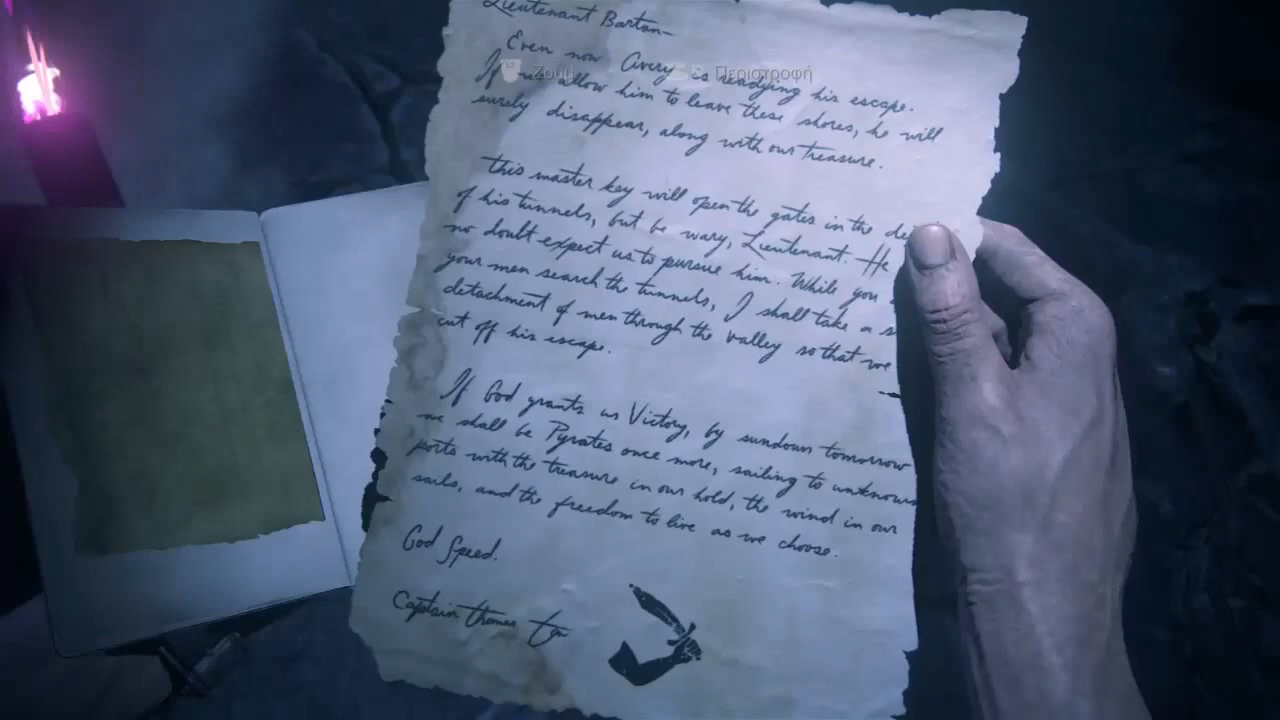 Lieutenant Barton-
Even now Avery is readying his escape.
Ζουμ Περιστροφή
If we allow him to leave these shores, he will
surely disappear, along with our treasure.
This master key will open the gates in the
of his tunnels, but be wary, Lieutenant. He
no doubt expect us to pursue him. While you
your men search the tunnels, I shall take a
detachment of men through the valley so that we
cut off his escape.
If God grants us Victory, by sundown tomorrow
we shall be Pyrates once more, sailing to unknown
ports with the treasure in our hold, the wind in our
sails, and the freedom to live as we choose.
God Speed.
Captain Thomas Tew